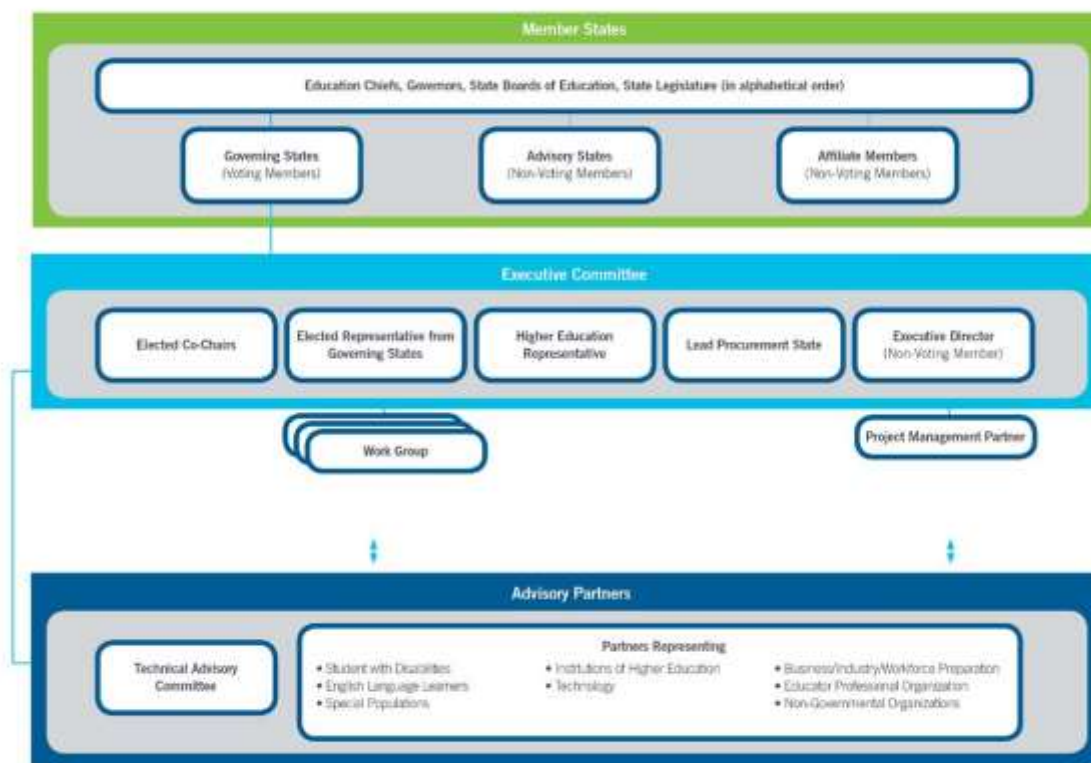 Member States
Education Chiefs, Governors, State Boards of Education, State Legislature (in alphabetical order)
Governing States
(Voting Members)
Advisory States
(Non-Voting Members)
Affiliate Members
(Non-Voting Members)
Executive Committee
Elected Co-Chairs
Elected Representative from
Governing States
Higher Education
Representative
Lead Procurement State
Executive Director
(Non-Voting Member)
Work Group
Project Management Partner
Advisory Partners
Technical Advisory
Committee
Partners Representing
• Student with Disabilities
• English Language Learners
• Special Populations
• Institutions of Higher Education
• Technology
• Business/Industry/Workforce Preparation
• Educator Professional Organization
• Non-Governmental Organizations